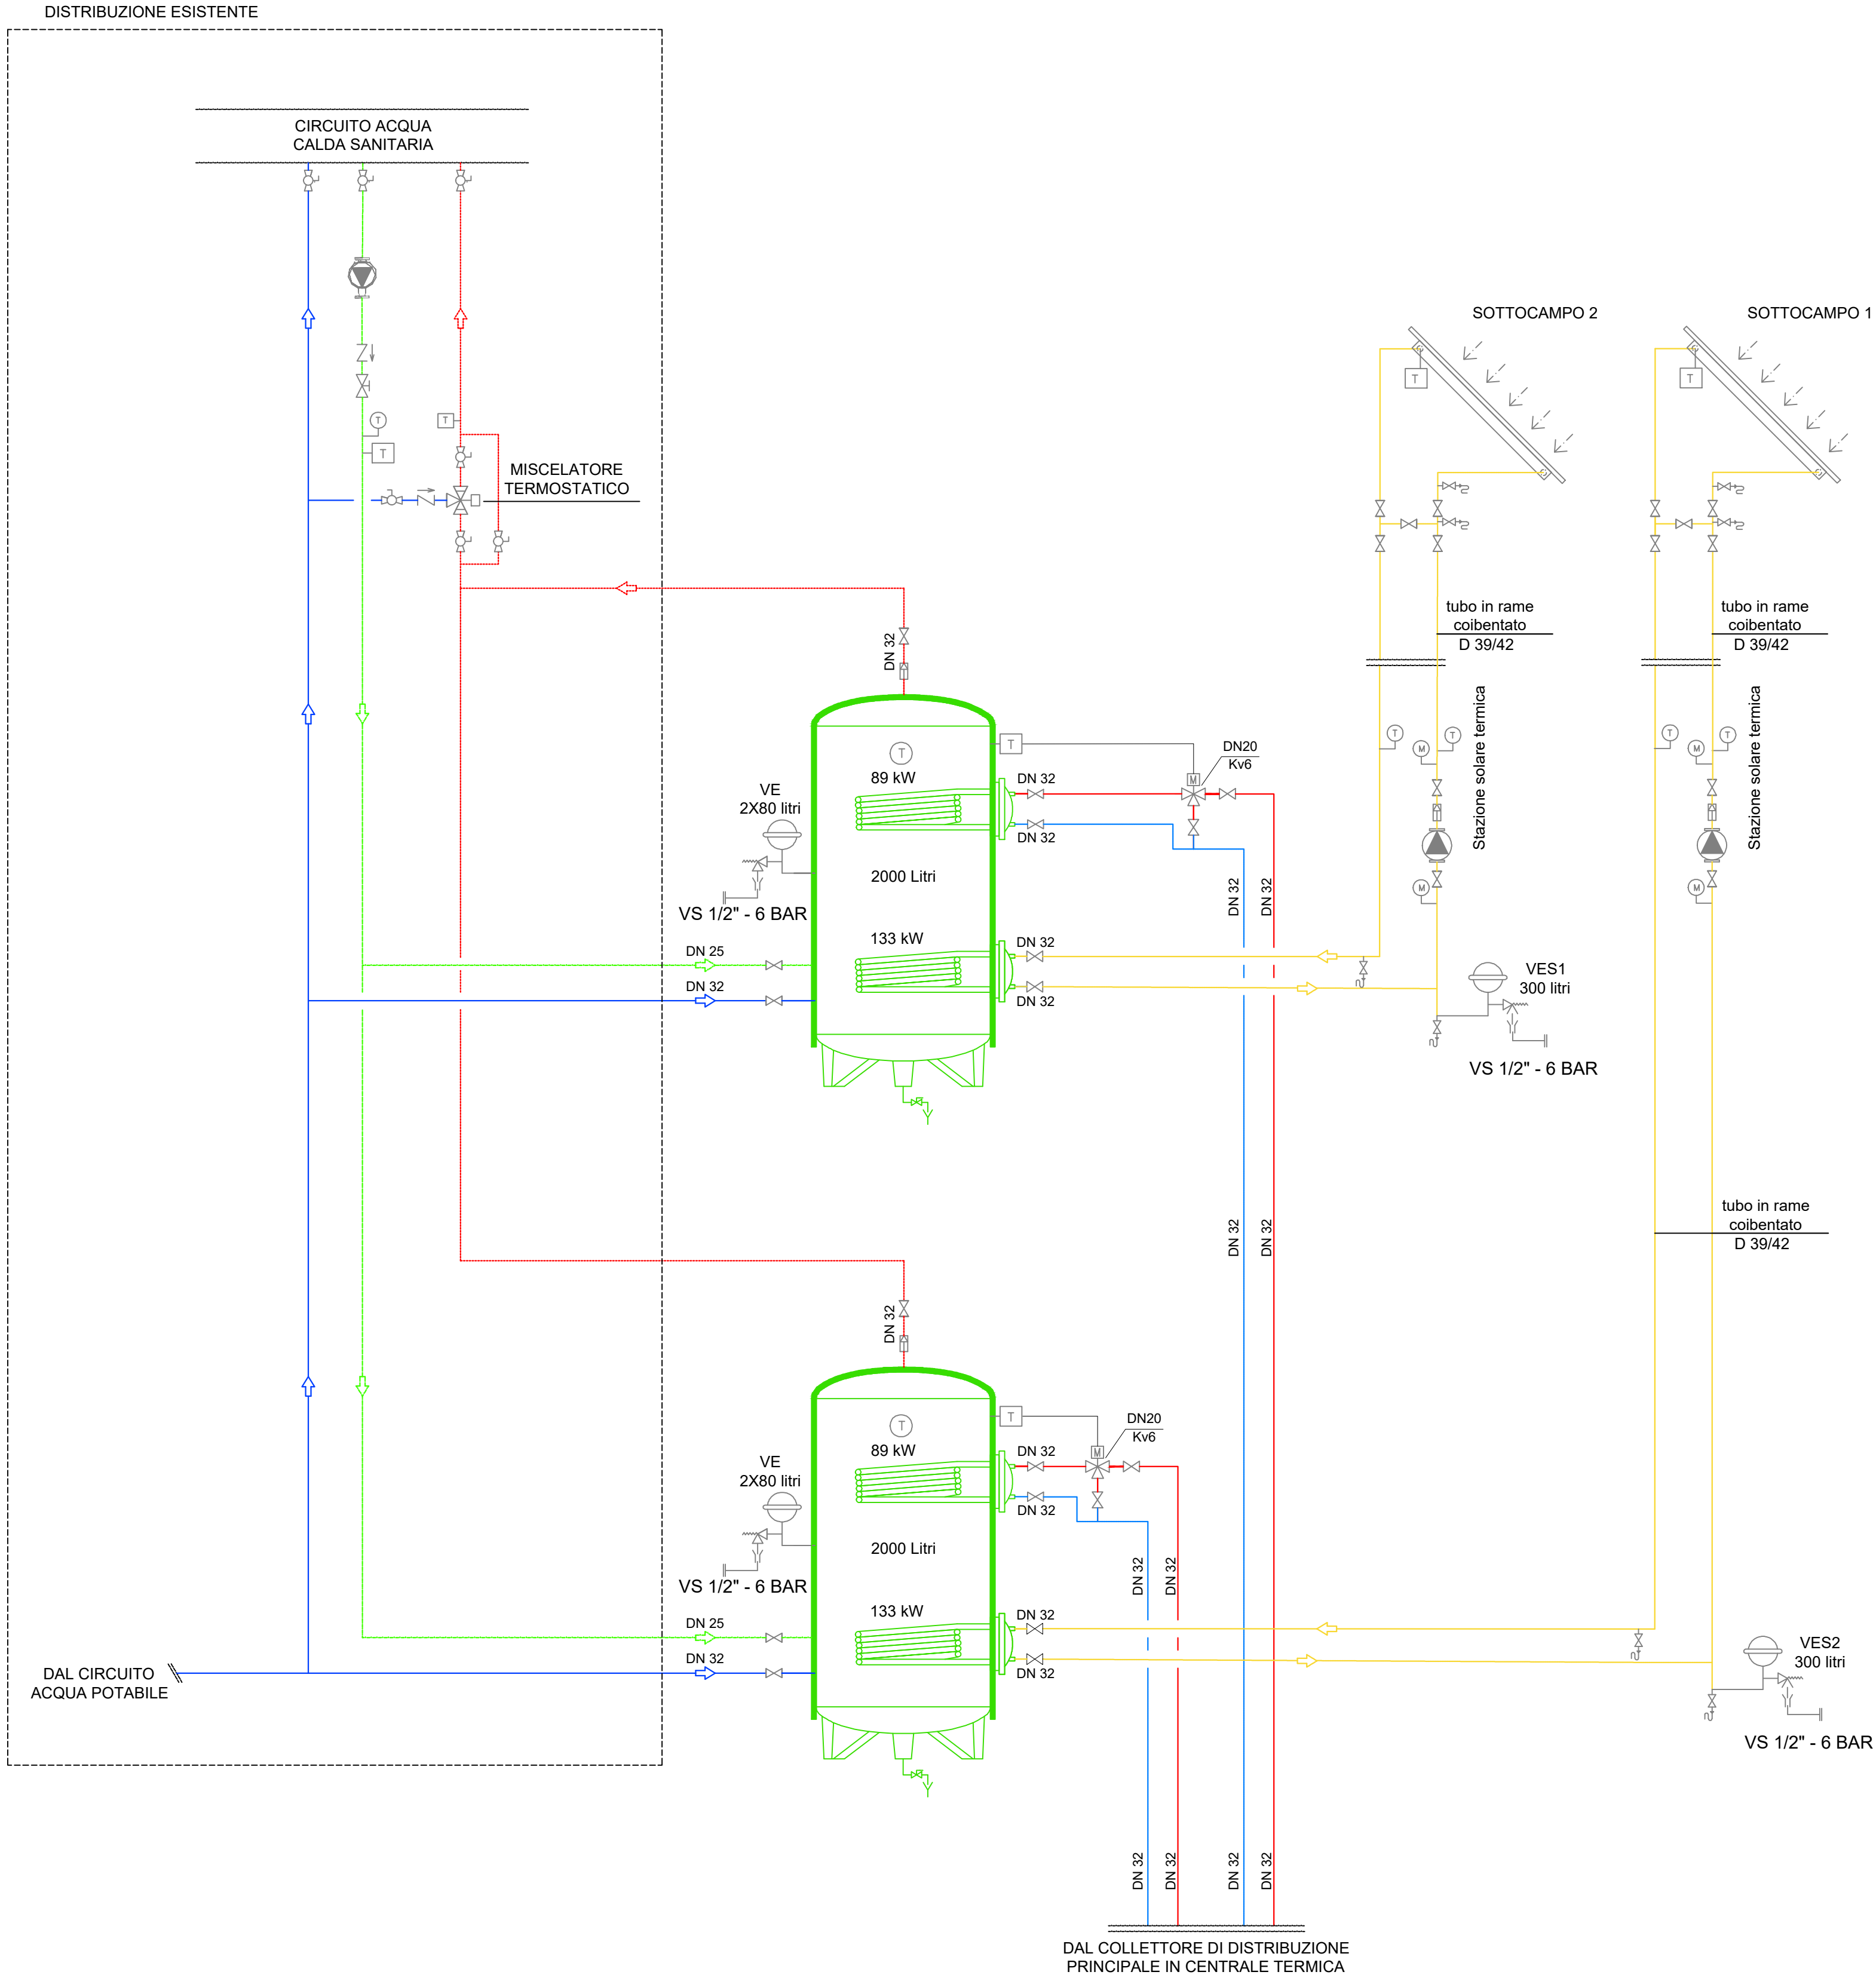 DISTRIBUZIONE ESISTENTE
CIRCUITO ACQUA
CALDA SANITARIA
T
T
T
MISCELATORE
TERMOSTATICO
SOTTOCAMPO 2
SOTTOCAMPO 1
T
T
tubo in rame
coibentato
D 39/42
tubo in rame
coibentato
D 39/42
DN 32
Stazione solare termica
Stazione solare termica
T
M
T
T
M
T
T
T
DN20
Kv6
M
89 kW
DN 32
DN 32
VE
2X80 litri
2000 Litri
VS 1/2" - 6 BAR
M
M
DN 32
DN 32
133 kW
DN 32
DN 32
DN 25
DN 32
VES1
300 litri
VS 1/2" - 6 BAR
DN 32
DN 32
tubo in rame
coibentato
D 39/42
DN 32
T
T
DN20
Kv6
M
89 kW
DN 32
DN 32
VE
2X80 litri
2000 Litri
VS 1/2" - 6 BAR
DN 32
DN 32
133 kW
DN 32
DN 32
DN 25
DN 32
VES2
300 litri
VS 1/2" - 6 BAR
DAL CIRCUITO
ACQUA POTABILE
DN 32
DN 32
DN 32
DN 32
DAL COLLETTORE DI DISTRIBUZIONE
PRINCIPALE IN CENTRALE TERMICA